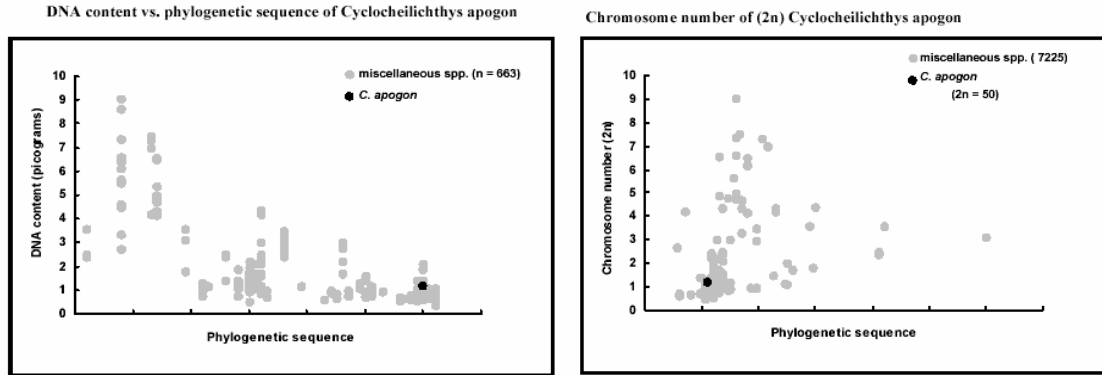 DNA content vs. phylogenetic sequence of Cyclocheilichthys apogon
10
9
8
7
6
5
4
3
2
1
0
DNA content (picograms)
miscellaneous spp. (n = 663)
C. apogon
Phylogenetic sequence
Chromosome number of (2n) Cyclocheilichthys apogon
10
9
8
7
6
5
4
3
2
1
0
Chromosome number (2n)
miscellaneous spp. ( 7225)
C. apogon
(2n = 50)
Phylogenetic sequence